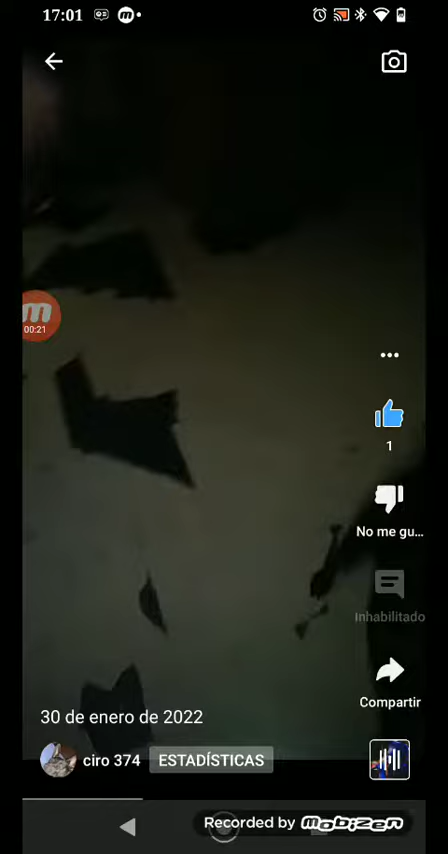 17:01
00:21
1
No me gu...
Inhabilitado
Compartir
30 de enero de 2022
ciro 374 ESTADÍSTICAS
Recorded by mobizen